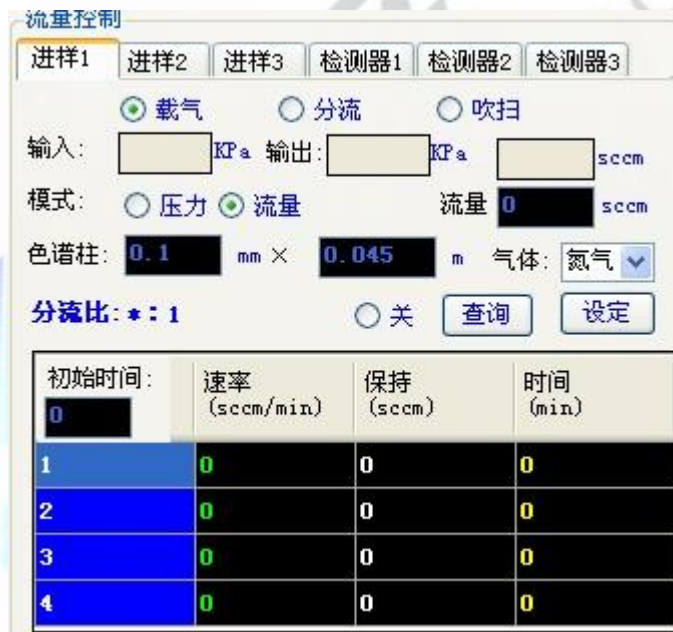 流量控制
进样1 进样2 进样3 检测器1 检测器2 检测器3
载气 分流 吹扫
输入: KPa 输出: KPa sccm
模式: 压力 流量 流量 0 sccm
色谱柱: 0.1 mm × 0.045 m 气体: 氮气
分流比: * : 1 关 查询 设定
初始时间: 速率 保持 时间
0 (sccm/min) (sccm) (min)
1 0 0 0
2 0 0 0
3 0 0 0
4 0 0 0